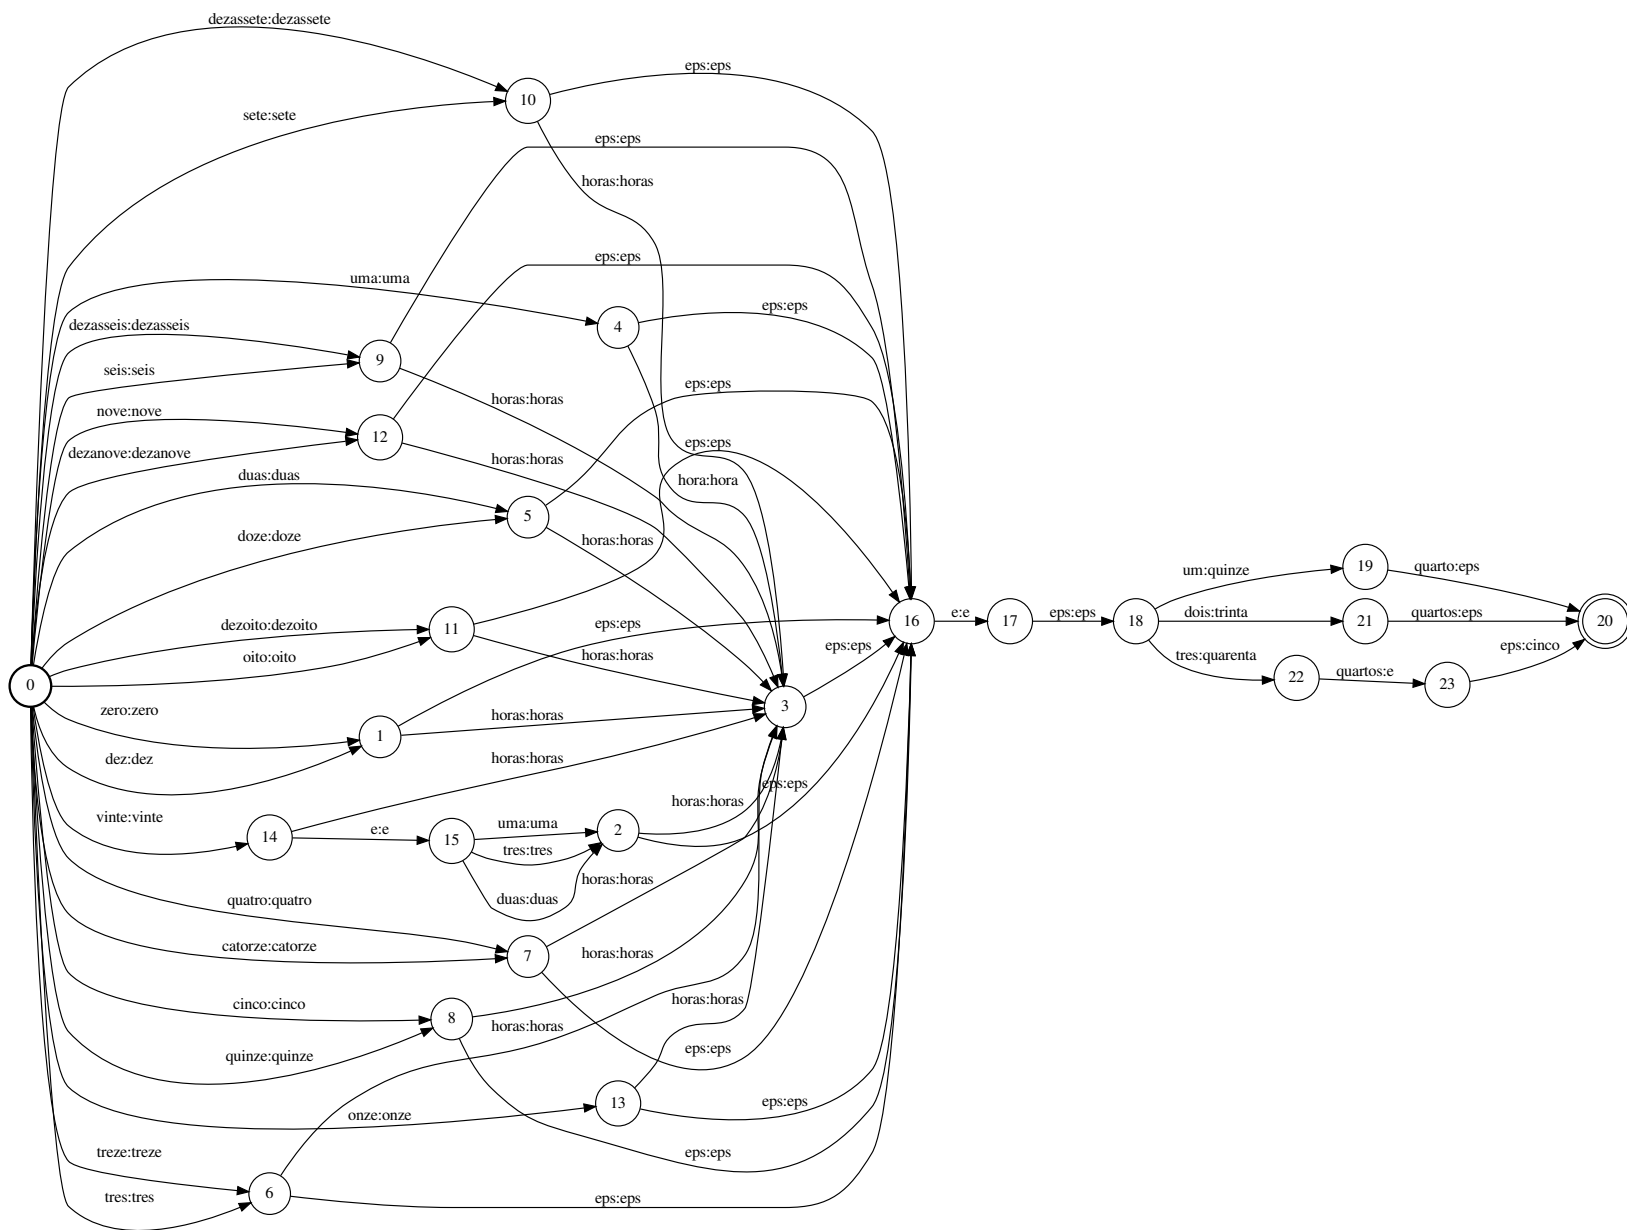 dezassete:dezassete
eps:eps
10
sete:sete
eps:eps
horas:horas
eps:eps
uma:uma
eps:eps
dezasseis:dezasseis
4
9
seis:seis
eps:eps
horas:horas
nove:nove
12
eps:eps
dezanove:dezanove
horas:horas
duas:duas
hora:hora
5
doze:doze
horas:horas
19
um:quinze
quarto:eps
dezoito:dezoito
11
eps:eps
16
e:e
17
eps:eps
18
dois:trinta
21
quartos:eps
20
oito:oito
horas:horas
eps:eps
tres:quarenta
22
quartos:e
23
eps:cinco
0
zero:zero
1
horas:horas
3
dez:dez
horas:horas
eps:eps
vinte:vinte
horas:horas
14
e:e
15
uma:uma
2
tres:tres
horas:horas
quatro:quatro
duas:duas
catorze:catorze
7
horas:horas
cinco:cinco
8
horas:horas
horas:horas
quinze:quinze
eps:eps
onze:onze
13
eps:eps
treze:treze
eps:eps
6
tres:tres
eps:eps